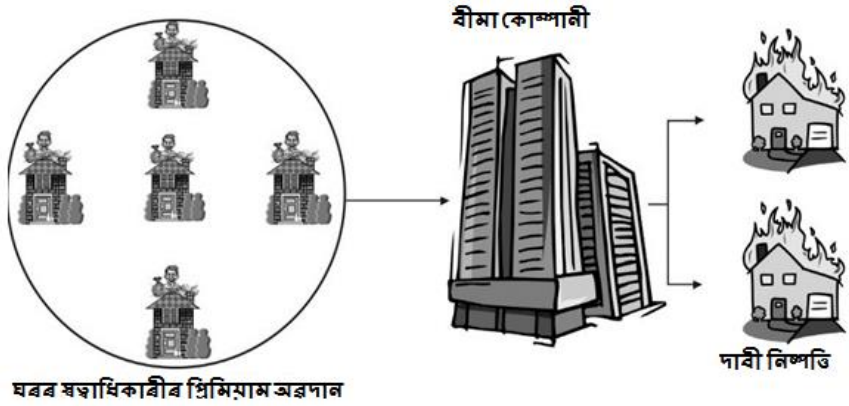 বীমা কোম্পানী
দাবী নিষ্পত্তি
ঘৰৰ স্বত্বাধিকাৰীৰ প্ৰিমিয়াম অৱদান